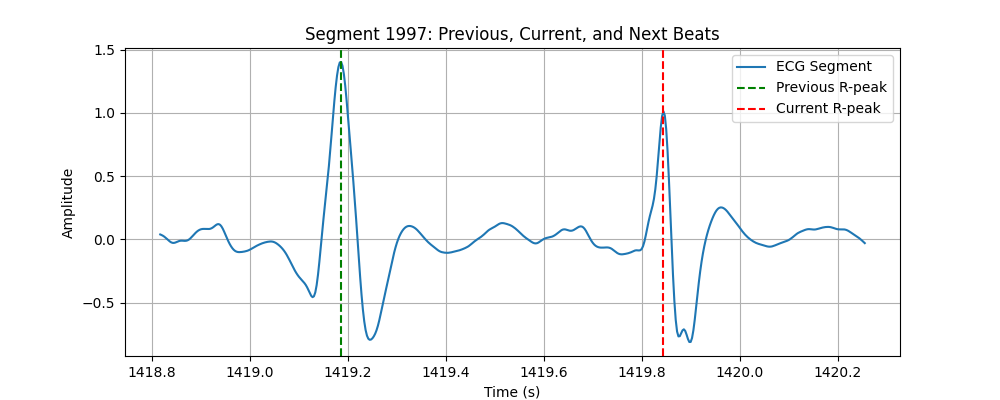 Segment 1997: Previous, Current, and Next Beats
ECG Segment
Previous R-peak
Current R-peak
Amplitude
1.5
1.0
0.5
0.0
−0.5
1418.8 1419.0 1419.2 1419.4 1419.6 1419.8 1420.0 1420.2
Time (s)